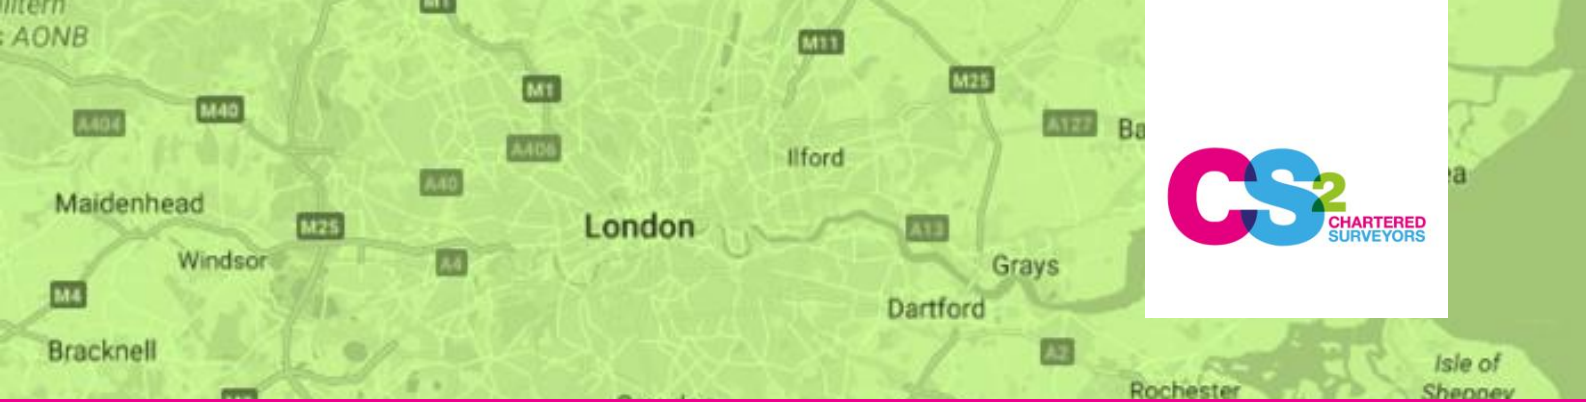 AONB
M11
M1
M25
M40
A404
A127
A406
Ilford
A40
Maidenhead
London
M25
A13
Windsor
A4
Grays
M4
Dartford
Bracknell
A2
Isle of
Rochester
Sheppey
CS2
CHARTERED
SURVEYORS